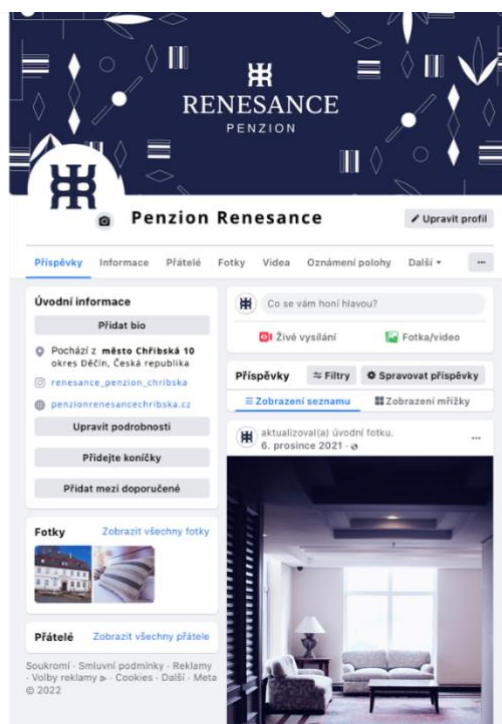 RENESANCE
PENZION
Penzion Renesance
Upravit profil
Příspěvky Informace Přátelé Fotky Videa Oznámení polohy Další
Úvodní informace
Přidat bio
Pochází z město Chřibská 10
okres Děčín, Česká republika
renesance_penzion_chribska
penzionrenesancechribska.cz
Upravit podrobnosti
Přidejte koníčky
Přidat mezi doporučené
Fotky Zobrazit všechny fotky
Přátelé Zobrazit všechny přátele
Soukromí · Smluvní podmínky · Reklamy
· Volby reklamy · Cookies · Další · Meta
© 2022
Co se vám honí hlavou?
Živé vysílání Fotka/video
Příspěvky Filtry Spravovat příspěvky
Zobrazení seznamu Zobrazení mřížky
aktualizoval(a) úvodní fotku.
6. prosince 2021 ·